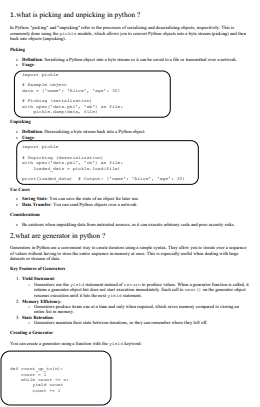 1.what is picking and unpicking in python ?
In Python, "pickling" and "unpickling" refer to the processes of serializing and deserializing objects, respectively. This is
commonly done using the pickle module, which allows you to convert Python objects into a byte stream (pickling) and then
back into objects (unpickling).
Pickling
Definition: Serializing a Python object into a byte stream so it can be saved to a file or transmitted over a network.
Usage:
import pickle
# Example object
data = {'name': 'Alice', 'age': 30}
# Pickling (serialization)
with open('data.pkl', 'wb') as file:
pickle.dump(data, file)
Unpickling
Definition: Deserializing a byte stream back into a Python object.
Usage:
import pickle
# Unpickling (deserialization)
with open('data.pkl', 'rb') as file:
loaded_data = pickle.load(file)
print(loaded_data) # Output: {'name': 'Alice', 'age': 30}
Use Cases
Saving State: You can save the state of an object for later use.
Data Transfer: You can send Python objects over a network.
Considerations
Be cautious when unpickling data from untrusted sources, as it can execute arbitrary code and pose security risks.
2.what are generator in python ?
Generators in Python are a convenient way to create iterators using a simple syntax. They allow you to iterate over a sequence
of values without having to store the entire sequence in memory at once. This is especially useful when dealing with large
datasets or streams of data.
Key Features of Generators
1. Yield Statement
Generators use the yield statement instead of return to produce values. When a generator function is called, it
returns a generator object but does not start execution immediately. Each call to next() on the generator object
resumes execution until it hits the next yield statement.
2. Memory Efficiency:
Generators produce items one at a time and only when required, which saves memory compared to storing an
entire list in memory.
3. State Retention:
Generators maintain their state between iterations, so they can remember where they left off.
Creating a Generator
You can create a generator using a function with the yield keyword:
def count_up_to(n):
count = 1
while count <= n:
yield count
count += 1